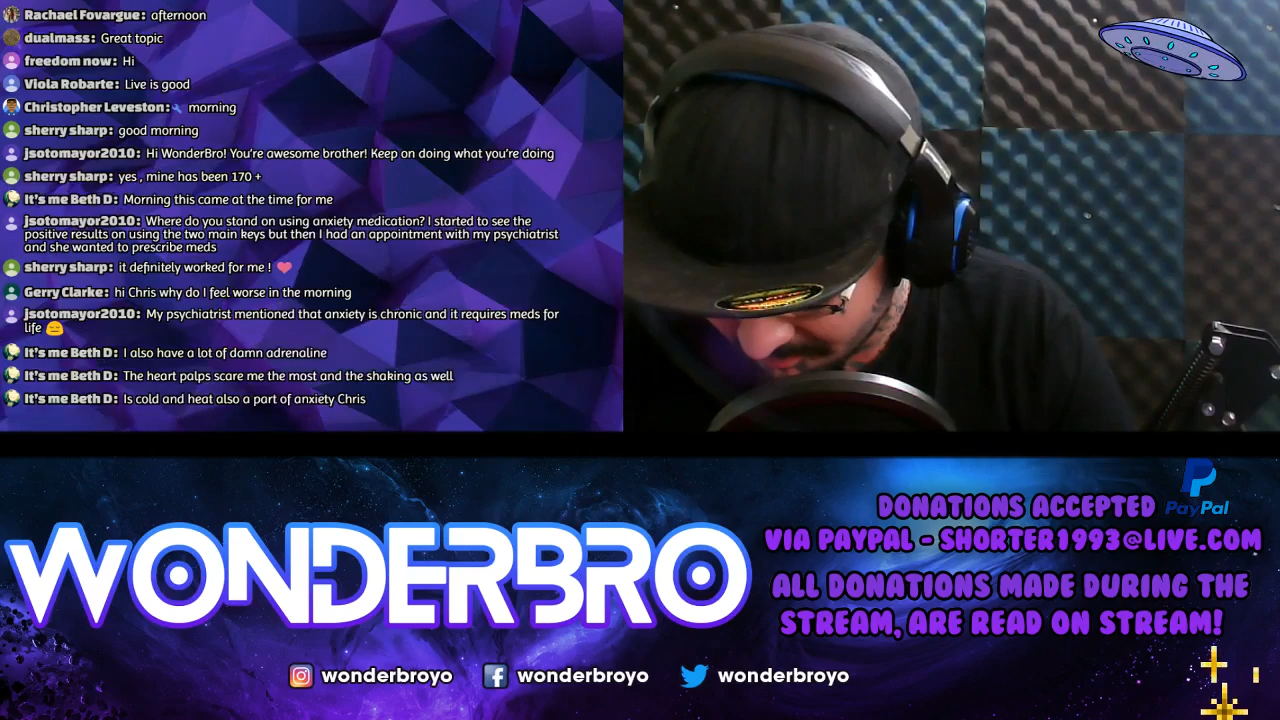 Rachael Fovargue: afternoon
dualmass: Great topic
freedom now: Hi
Viola Robarte: Live is good
Christopher Leveston: morning
sherry sharp: good morning
jsotomayor2010: Hi WonderBro! You're awesome brother! Keep on doing what you're doing
sherry sharp: yes , mine has been 170 +
It's me Beth D: Morning this came at the time for me
jsotomayor2010: Where do you stand on using anxiety medication? I started to see the
positive results on using the two main keys but then I had an appointment with my psychiatrist
and she wanted to prescribe meds
sherry sharp: it definitely worked for me ! ❤
Gerry Clarke: hi Chris why do I feel worse in the morning
jsotomayor2010: My psychiatrist mentioned that anxiety is chronic and it requires meds for
life 😔
It's me Beth D: I also have a lot of damn adrenaline
It's me Beth D: The heart palps scare me the most and the shaking as well
It's me Beth D: Is cold and heat also a part of anxiety Chris
WONDERBRO
DONATIONS ACCEPTED PayPal
VIA PAYPAL - SHORTER1993@LIVE.COM
ALL DONATIONS MADE DURING THE
STREAM, ARE READ ON STREAM!
wonderbroyo wonderbroyo wonderbroyo